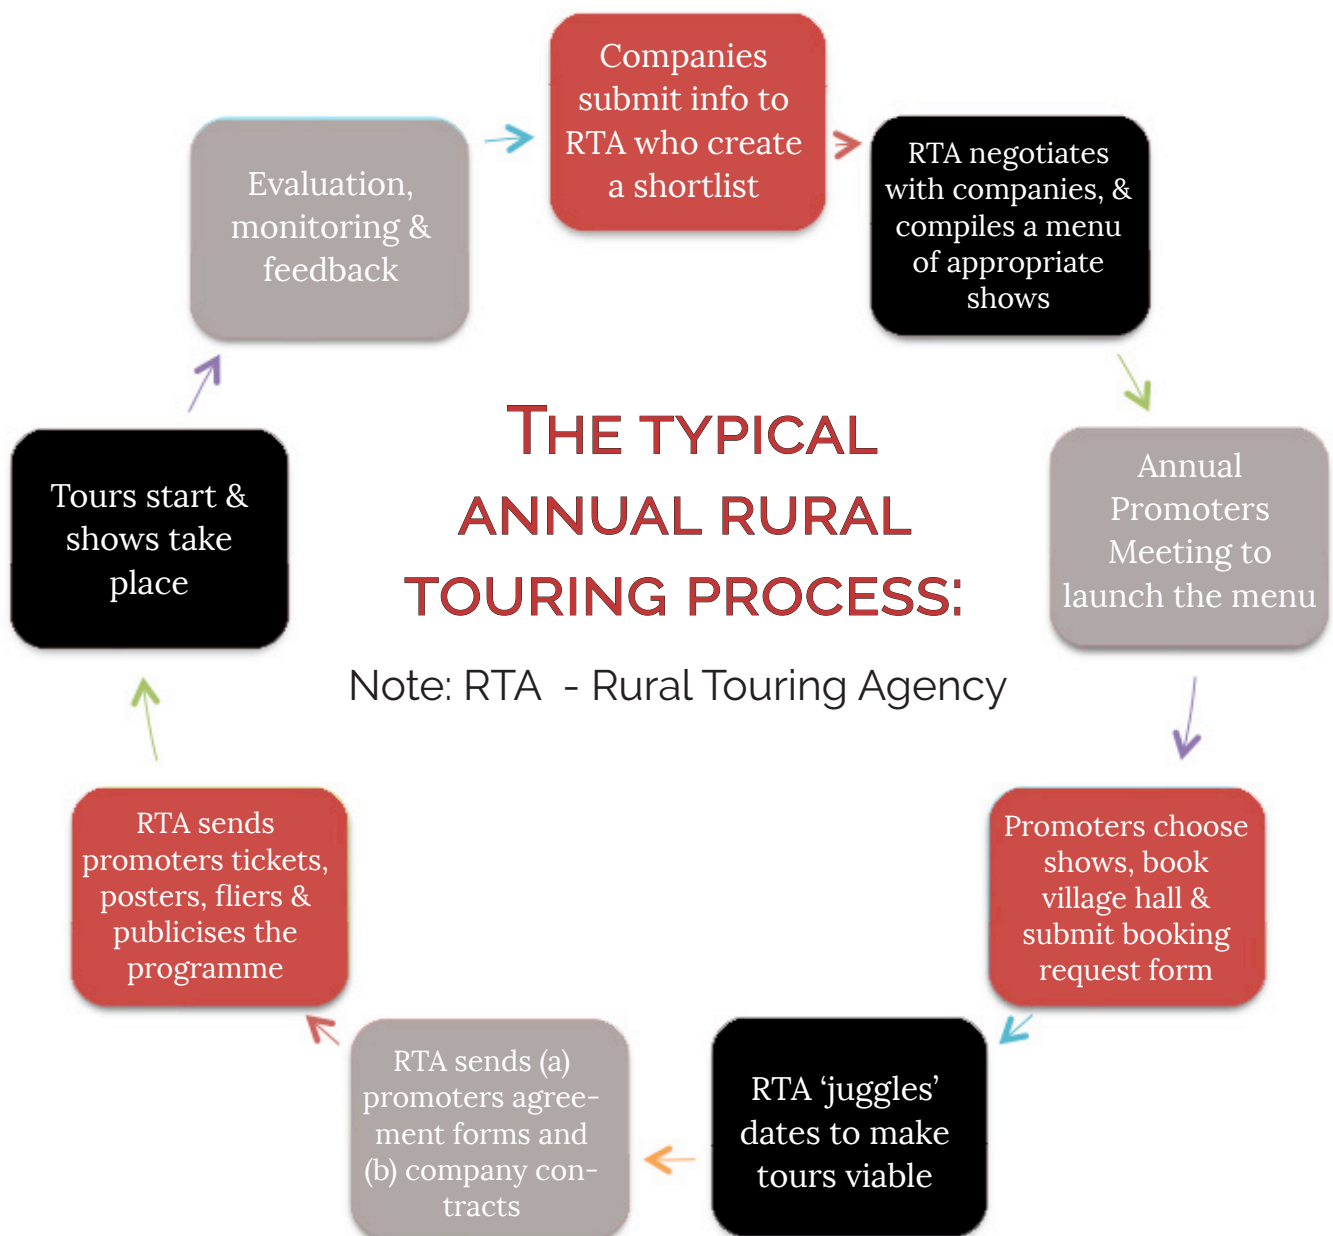 Companies
submit info to
RTA who create
a shortlist
RTA negotiates
with companies, &
compiles a menu
of appropriate
shows
Annual
Promoters
Meeting to
launch the menu
Promoters choose
shows, book
village hall &
submit booking
request form
RTA ‘juggles’
dates to make
tours viable
RTA sends (a)
promoters agree-
ment forms and
(b) company con-
tracts
RTA sends
promoters tickets,
posters, fliers &
publicises the
programme
Tours start &
shows take
place
Evaluation,
monitoring &
feedback
The typical
annual rural
touring process:
Note: RTA - Rural Touring Agency